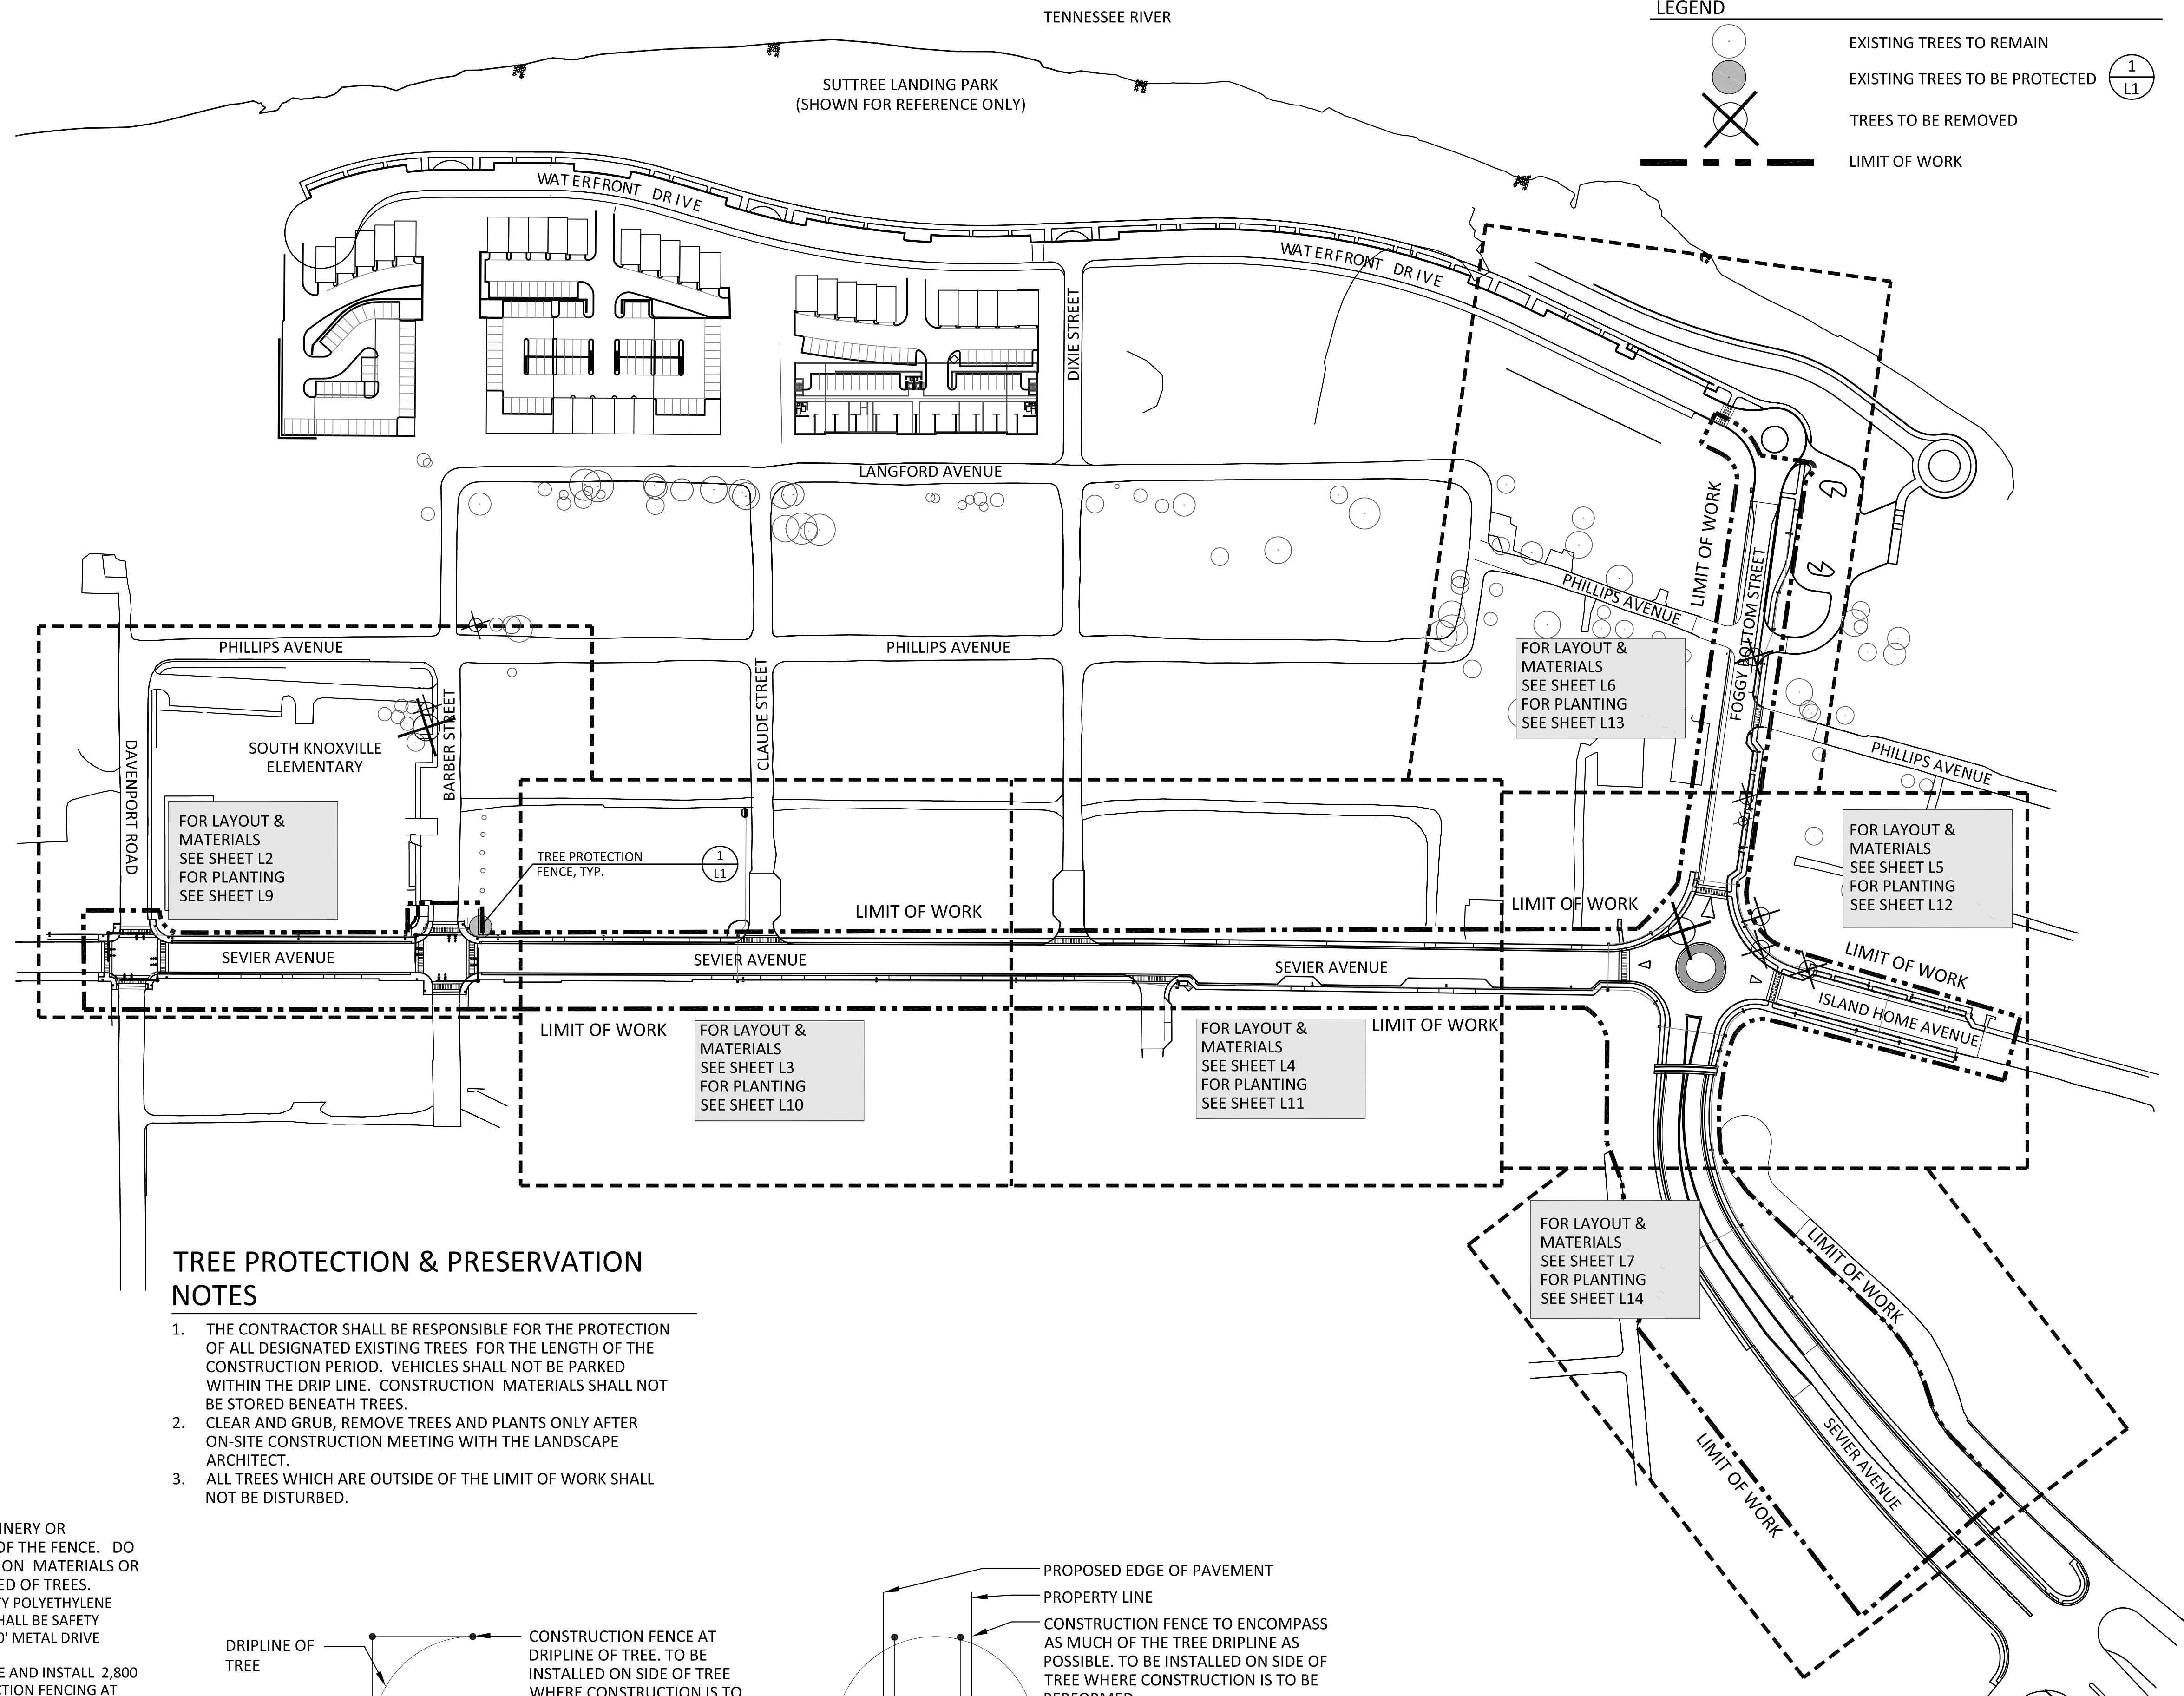 TENNESSEE RIVER
LEGEND
EXISTING TREES TO REMAIN
EXISTING TREES TO BE PROTECTED
1
L1
TREES TO BE REMOVED
LIMIT OF WORK
SUTTREE LANDING PARK
(SHOWN FOR REFERENCE ONLY)
WATERFRONT DRIVE
WATERFRONT DRIVE
DIXIE STREET
LANGFORD AVENUE
LIMIT OF WORK
FOGGY BOTTOM STREET
PHILLIPS AVENUE
PHILLIPS AVENUE
PHILLIPS AVENUE
PHILLIPS AVENUE
FOR LAYOUT &
MATERIALS
SEE SHEET L6
FOR PLANTING
SEE SHEET L13
CLAUDE STREET
BARBER STREET
DAVENPORT ROAD
SOUTH KNOXVILLE
ELEMENTARY
FOR LAYOUT &
MATERIALS
SEE SHEET L2
FOR PLANTING
SEE SHEET L9
TREE PROTECTION
FENCE, TYP.
1
L1
FOR LAYOUT &
MATERIALS
SEE SHEET L5
FOR PLANTING
SEE SHEET L12
LIMIT OF WORK
LIMIT OF WORK
LIMIT OF WORK
SEVIER AVENUE
SEVIER AVENUE
SEVIER AVENUE
ISLAND HOME AVENUE
LIMIT OF WORK
FOR LAYOUT &
MATERIALS
SEE SHEET L3
FOR PLANTING
SEE SHEET L10
FOR LAYOUT &
MATERIALS
SEE SHEET L4
FOR PLANTING
SEE SHEET L11
LIMIT OF WORK
FOR LAYOUT &
MATERIALS
SEE SHEET L7
FOR PLANTING
SEE SHEET L14
LIMIT OF WORK
LIMIT OF WORK
SEVIER AVENUE
TREE PROTECTION & PRESERVATION
NOTES
1. THE CONTRACTOR SHALL BE RESPONSIBLE FOR THE PROTECTION
OF ALL DESIGNATED EXISTING TREES FOR THE LENGTH OF THE
CONSTRUCTION PERIOD. VEHICLES SHALL NOT BE PARKED
WITHIN THE DRIP LINE. CONSTRUCTION MATERIALS SHALL NOT
BE STORED BENEATH TREES.
2. CLEAR AND GRUB, REMOVE TREES AND PLANTS ONLY AFTER
ON-SITE CONSTRUCTION MEETING WITH THE LANDSCAPE
ARCHITECT.
3. ALL TREES WHICH ARE OUTSIDE OF THE LIMIT OF WORK SHALL
NOT BE DISTURBED.
INERY OR
OF THE FENCE. DO
ION MATERIALS OR
ED OF TREES.
TY POLYETHYLENE
HALL BE SAFETY
0' METAL DRIVE
E AND INSTALL 2,800
CTION FENCING AT
DRIPLINE OF
TREE
CONSTRUCTION FENCE AT
DRIPLINE OF TREE. TO BE
INSTALLED ON SIDE OF TREE
WHERE CONSTRUCTION IS TO
PROPOSED EDGE OF PAVEMENT
PROPERTY LINE
CONSTRUCTION FENCE TO ENCOMPASS
AS MUCH OF THE TREE DRIPLINE AS
POSSIBLE. TO BE INSTALLED ON SIDE OF
TREE WHERE CONSTRUCTION IS TO BE
PERFORMED